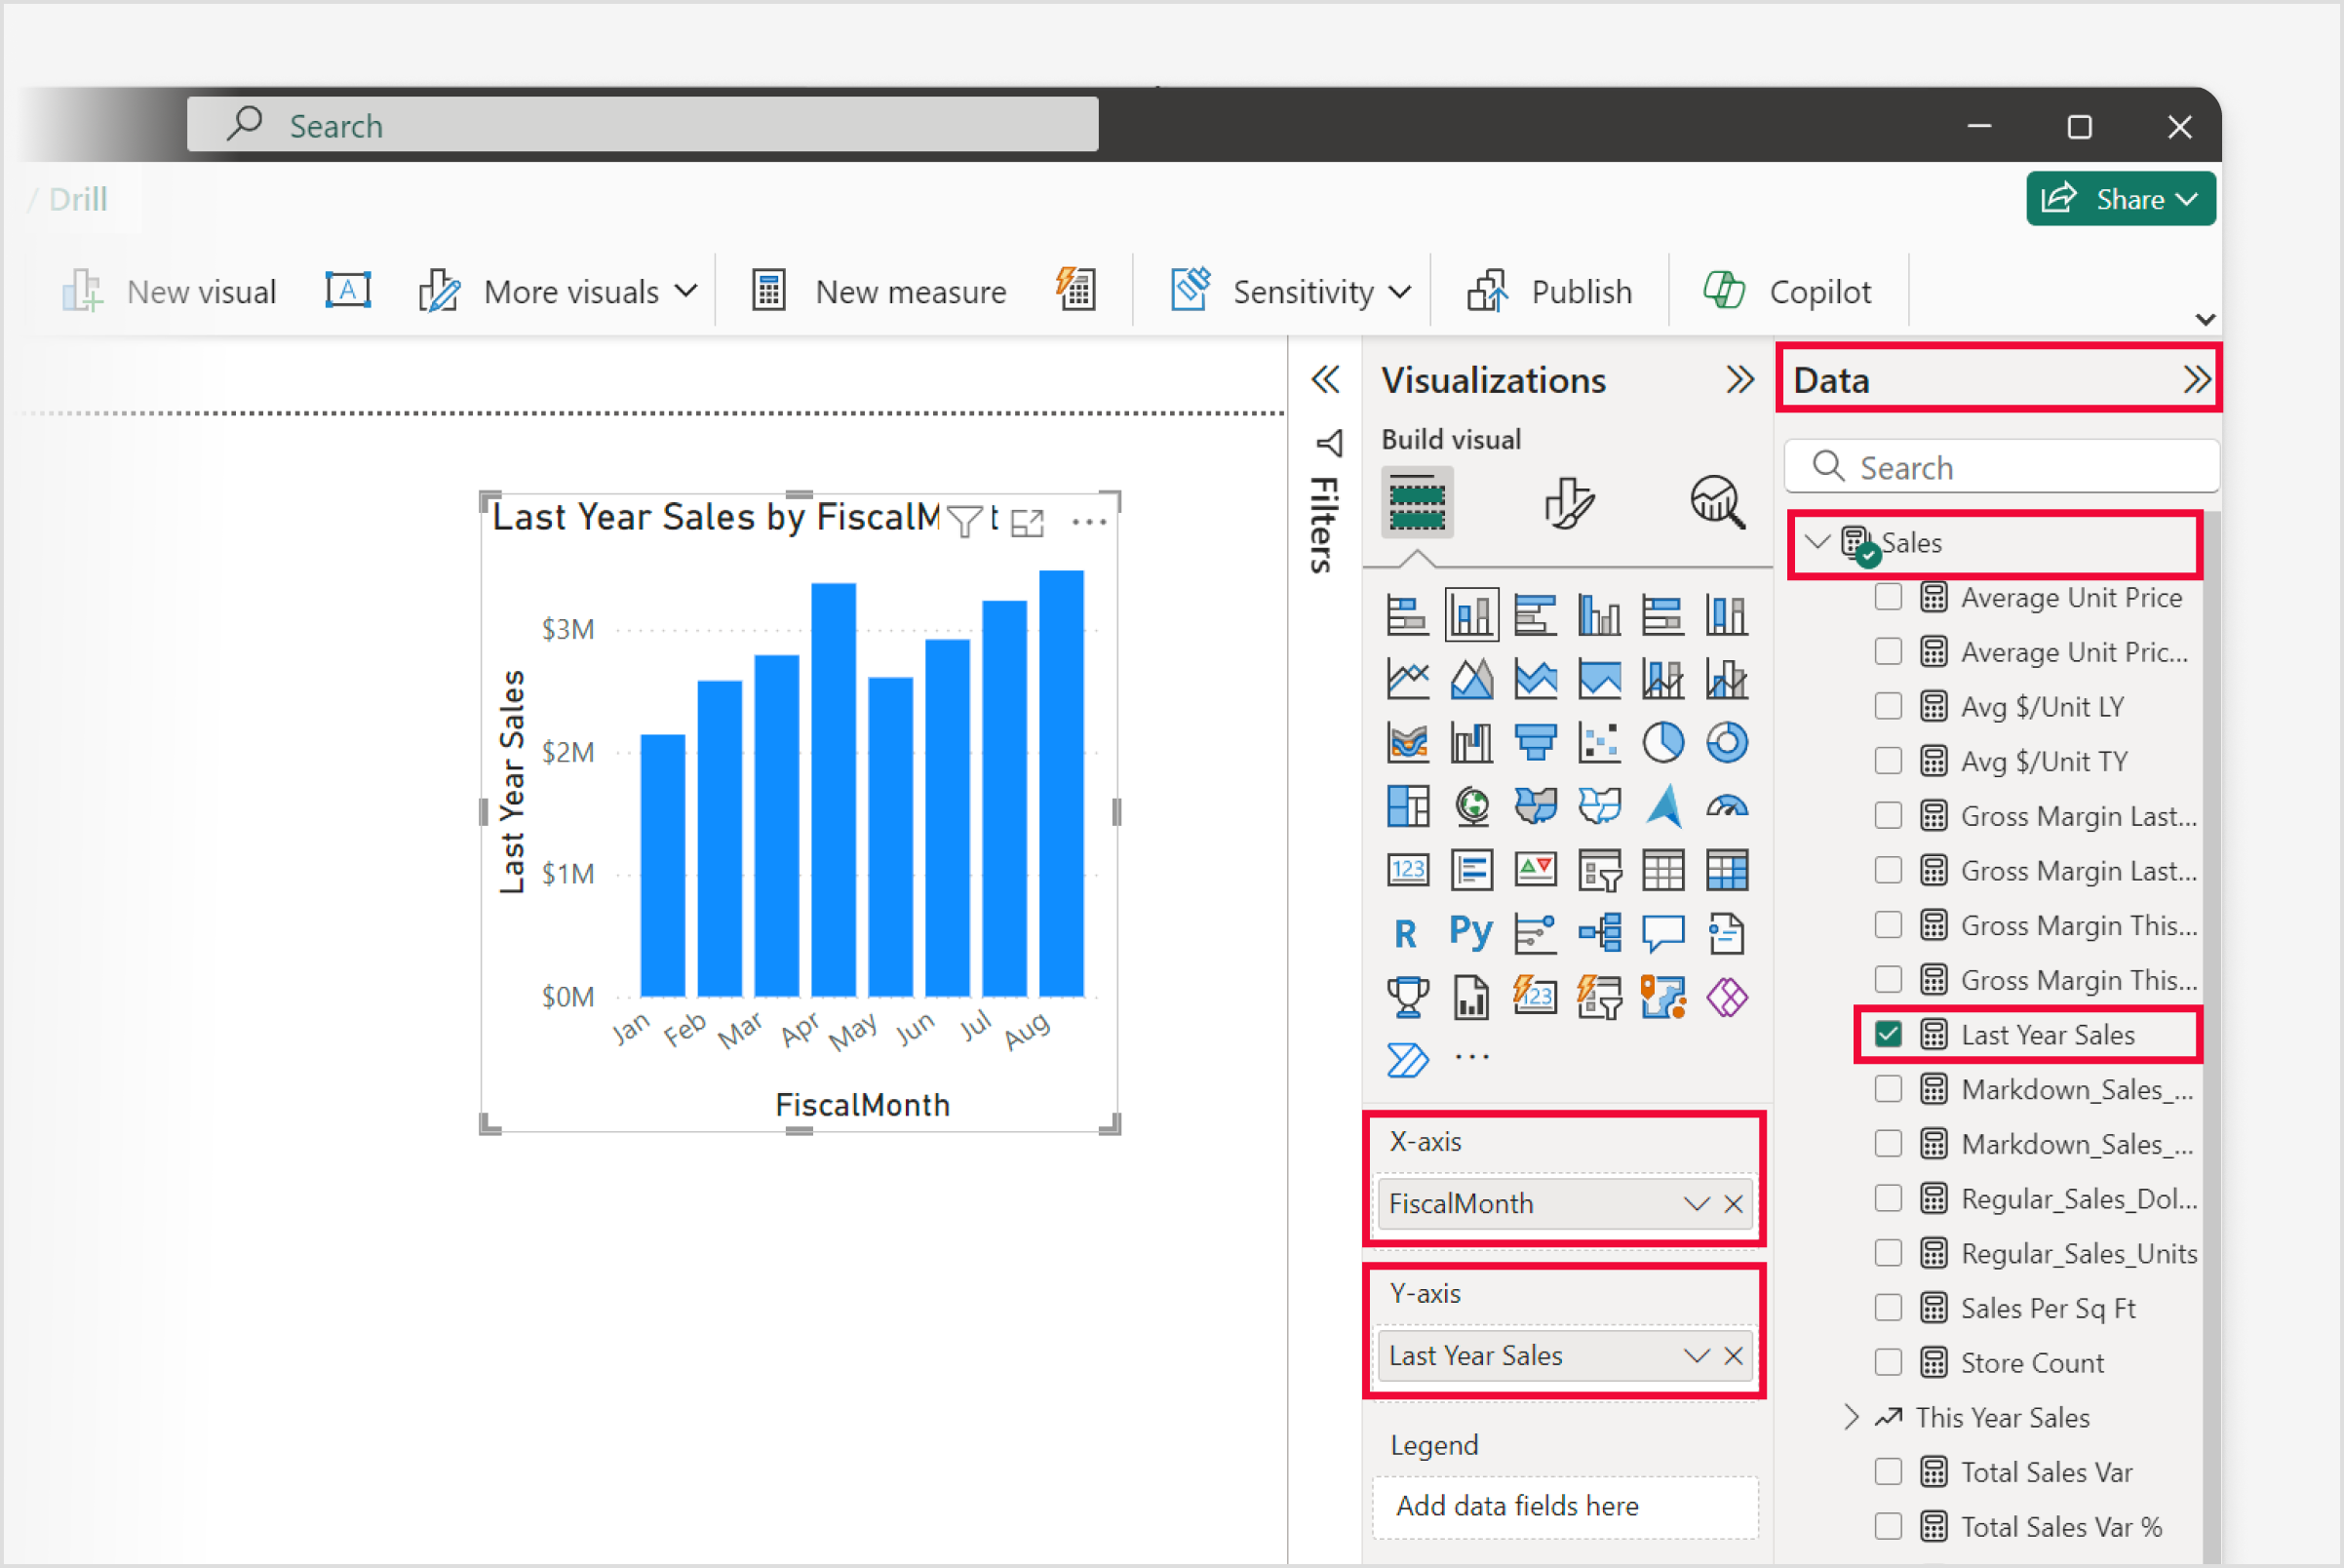 Search
/ Drill
Share
New visual
A
More visuals
New measure
Sensitivity
Publish
Copilot
Last Year Sales by FiscalM t
Last Year Sales
$3M
$2M
$1M
$0M
Jan
Feb
Mar
Apr
May
Jun
Jul
Aug
FiscalMonth
Filters
Visualizations
Build visual
123
R
Py
123
X-axis
FiscalMonth
Y-axis
Last Year Sales
Legend
Add data fields here
Data
Search
Sales
Average Unit Price
Average Unit Pric...
Avg $/Unit LY
Avg $/Unit TY
Gross Margin Last...
Gross Margin Last...
Gross Margin This...
Gross Margin This...
Last Year Sales
Markdown_Sales_...
Markdown_Sales_...
Regular_Sales_Dol...
Regular_Sales_Units
Sales Per Sq Ft
Store Count
This Year Sales
Total Sales Var
Total Sales Var %